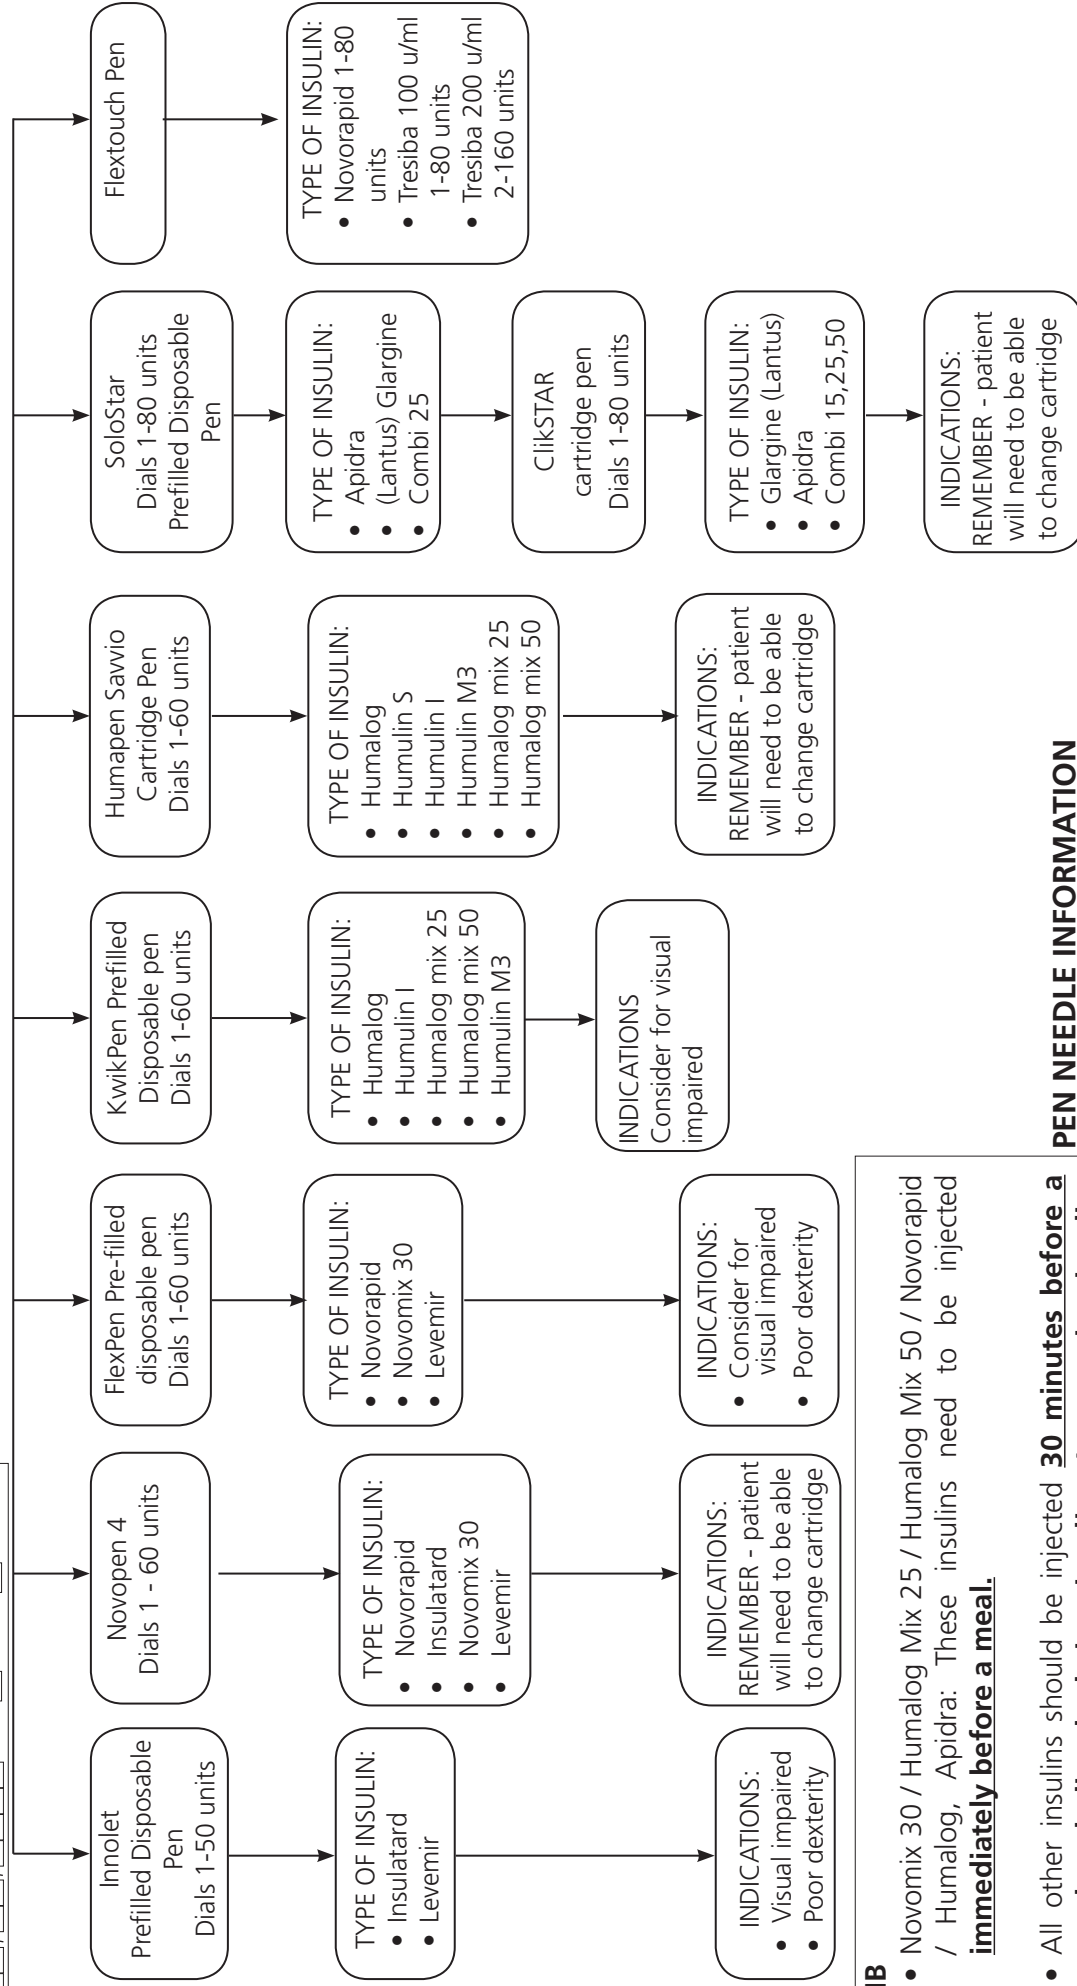 Innolet
Prefilled Disposable
Pen
Dials 1-50 units
TYPE OF INSULIN:
• Insulatard
• Levemir
INDICATIONS:
• Visual impaired
• Poor dexterity
Novopen 4
Dials 1 - 60 units
TYPE OF INSULIN:
• Novorapid
• Insulatard
• Novomix 30
• Levemir
INDICATIONS:
REMEMBER - patient
will need to be able
to change cartridge
FlexPen Pre-filled
disposable pen
Dials 1-60 units
TYPE OF INSULIN:
• Novorapid
• Novomix 30
• Levemir
INDICATIONS:
• Consider for
visual impaired
• Poor dexterity
KwikPen Prefilled
Disposable pen
Dials 1-60 units
TYPE OF INSULIN:
• Humalog
• Humulin I
• Humalog mix 25
• Humalog mix 50
• Humulin M3
INDICATIONS
Consider for visual
impaired
Humapen Savvio
Cartridge Pen
Dials 1-60 units
TYPE OF INSULIN:
• Humalog
• Humulin S
• Humulin I
• Humulin M3
• Humalog mix 25
• Humalog mix 50
INDICATIONS:
REMEMBER - patient
will need to be able
to change cartridge
SoloStar
Dials 1-80 units
Prefilled Disposable
Pen
TYPE OF INSULIN:
• Apidra
• (Lantus) Glargine
• Combi 25
ClikSTAR
cartridge pen
Dials 1-80 units
TYPE OF INSULIN:
• Glargine (Lantus)
• Apidra
• Combi 15,25,50
INDICATIONS:
REMEMBER - patient
will need to be able
to change cartridge
Flextouch Pen
TYPE OF INSULIN:
• Novorapid 1-80
units
• Tresiba 100 u/ml
1-80 units
• Tresiba 200 u/ml
2-160 units
NB
• Novomix 30 / Humalog Mix 25 / Humalog Mix 50 / Novorapid
/ Humalog, Apidra: These insulins need to be injected
immediately before a meal.
• All other insulins should be injected 30 minutes before a
PEN NEEDLE INFORMATION